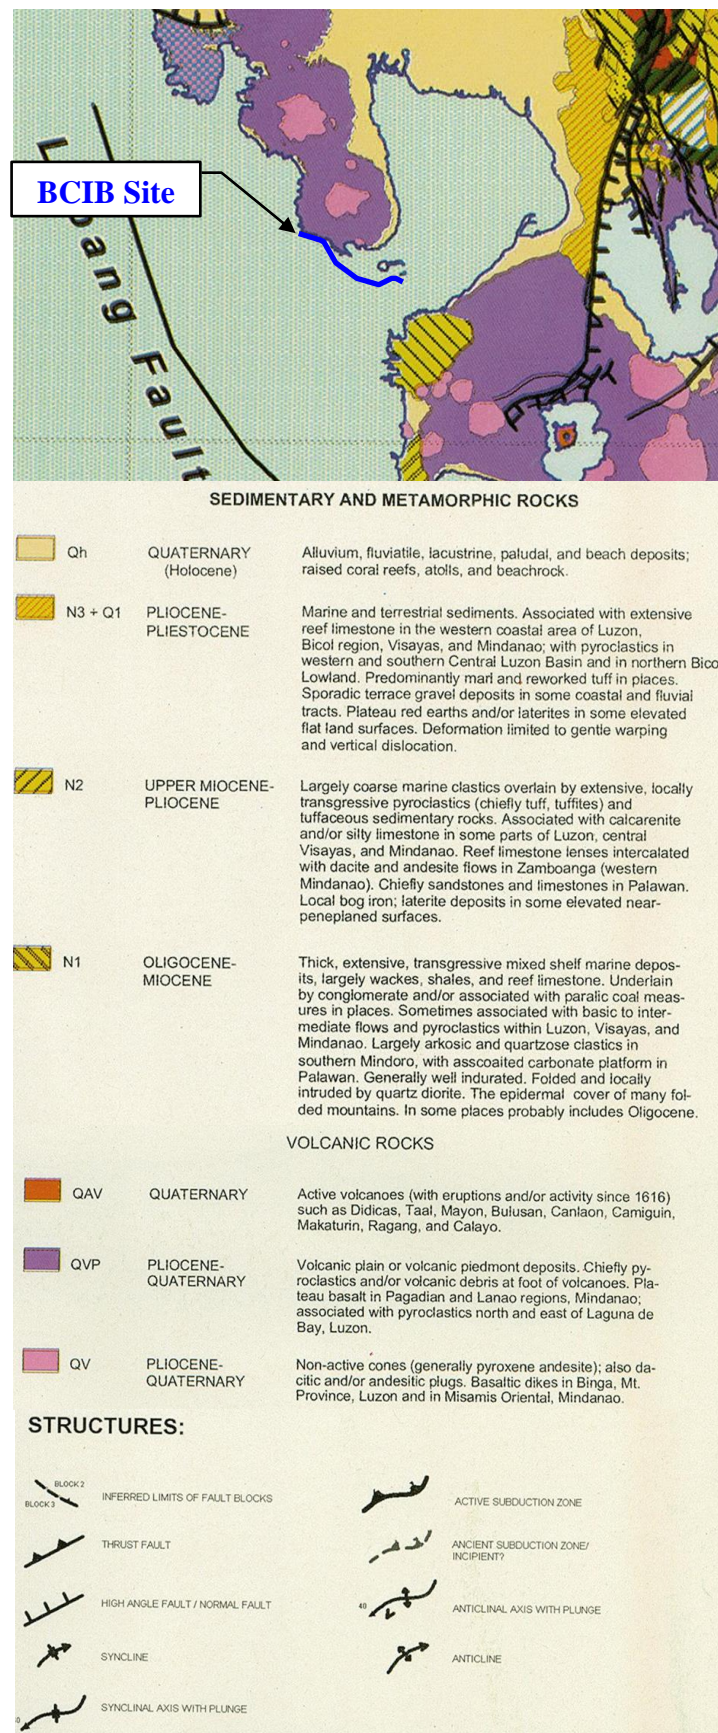 BCIB Site
Lubang Fault
SEDIMENTARY AND METAMORPHIC ROCKS
Qh QUATERNARY Alluvium, fluviatile, lacustrine, paludal, and beach deposits;
(Holocene) raised coral reefs, atolls, and beachrock.
N3 + Q1 PLIOCENE- Marine and terrestrial sediments. Associated with extensive
PLIESTOCENE reef limestone in the western coastal area of Luzon,
Bicol region, Visayas, and Mindanao; with pyroclastics in
western and southern Central Luzon Basin and in northern Bico
Lowland. Predominantly marl and reworked tuff in places.
Sporadic terrace gravel deposits in some coastal and fluvial
tracts. Plateau red earths and/or laterites in some elevated
flat land surfaces. Deformation limited to gentle warping
and vertical dislocation.
N2 UPPER MIOCENE- Largely coarse marine clastics overlain by extensive, locally
PLIOCENE transgressive pyroclastics (chiefly tuff, tuffites) and
tuffaceous sedimentary rocks. Associated with calcarenite
and/or silty limestone in some parts of Luzon, central
Visayas, and Mindanao. Reef limestone lenses intercalated
with dacite and andesite flows in Zamboanga (western
Mindanao). Chiefly sandstones and limestones in Palawan.
Local bog iron; laterite deposits in some elevated near-
peneplaned surfaces.
N1 OLIGOCENE- Thick, extensive, transgressive mixed shelf marine depos-
MIOCENE its, largely wackes, shales, and reef limestone. Underlain
by conglomerate and/or associated with paralic coal meas-
ures in places. Sometimes associated with basic to inter-
mediate flows and pyroclastics within Luzon, Visayas, and
Mindanao. Largely arkosic and quartzose clastics in
southern Mindoro, with asscoaited carbonate platform in
Palawan. Generally well indurated. Folded and locally
intruded by quartz diorite. The epidermal cover of many fol-
ded mountains. In some places probably includes Oligocene.
VOLCANIC ROCKS
QAV QUATERNARY Active volcanoes (with eruptions and/or activity since 1616)
such as Didicas, Taal, Mayon, Bulusan, Canlaon, Camiguin,
Makaturin, Ragang, and Calayo.
QVP PLIOCENE- Volcanic plain or volcanic piedmont deposits. Chiefly py-
QUATERNARY roclastics and/or volcanic debris at foot of volcanoes. Pla-
teau basalt in Pagadian and Lanao regions, Mindanao;
associated with pyroclastics north and east of Laguna de
Bay, Luzon.
QV PLIOCENE- Non-active cones (generally pyroxene andesite); also da-
QUATERNARY citic and/or andesitic plugs. Basaltic dikes in Binga, Mt.
Province, Luzon and in Misamis Oriental, Mindanao.
STRUCTURES:
BLOCK 2
BLOCK 3
INFERRED LIMITS OF FAULT BLOCKS
ACTIVE SUBDUCTION ZONE
THRUST FAULT
ANCIENT SUBDUCTION ZONE/
INCIPIENT?
HIGH ANGLE FAULT / NORMAL FAULT
40
ANTICLINAL AXIS WITH PLUNGE
SYNCLINE
ANTICLINE
SYNCLINAL AXIS WITH PLUNGE